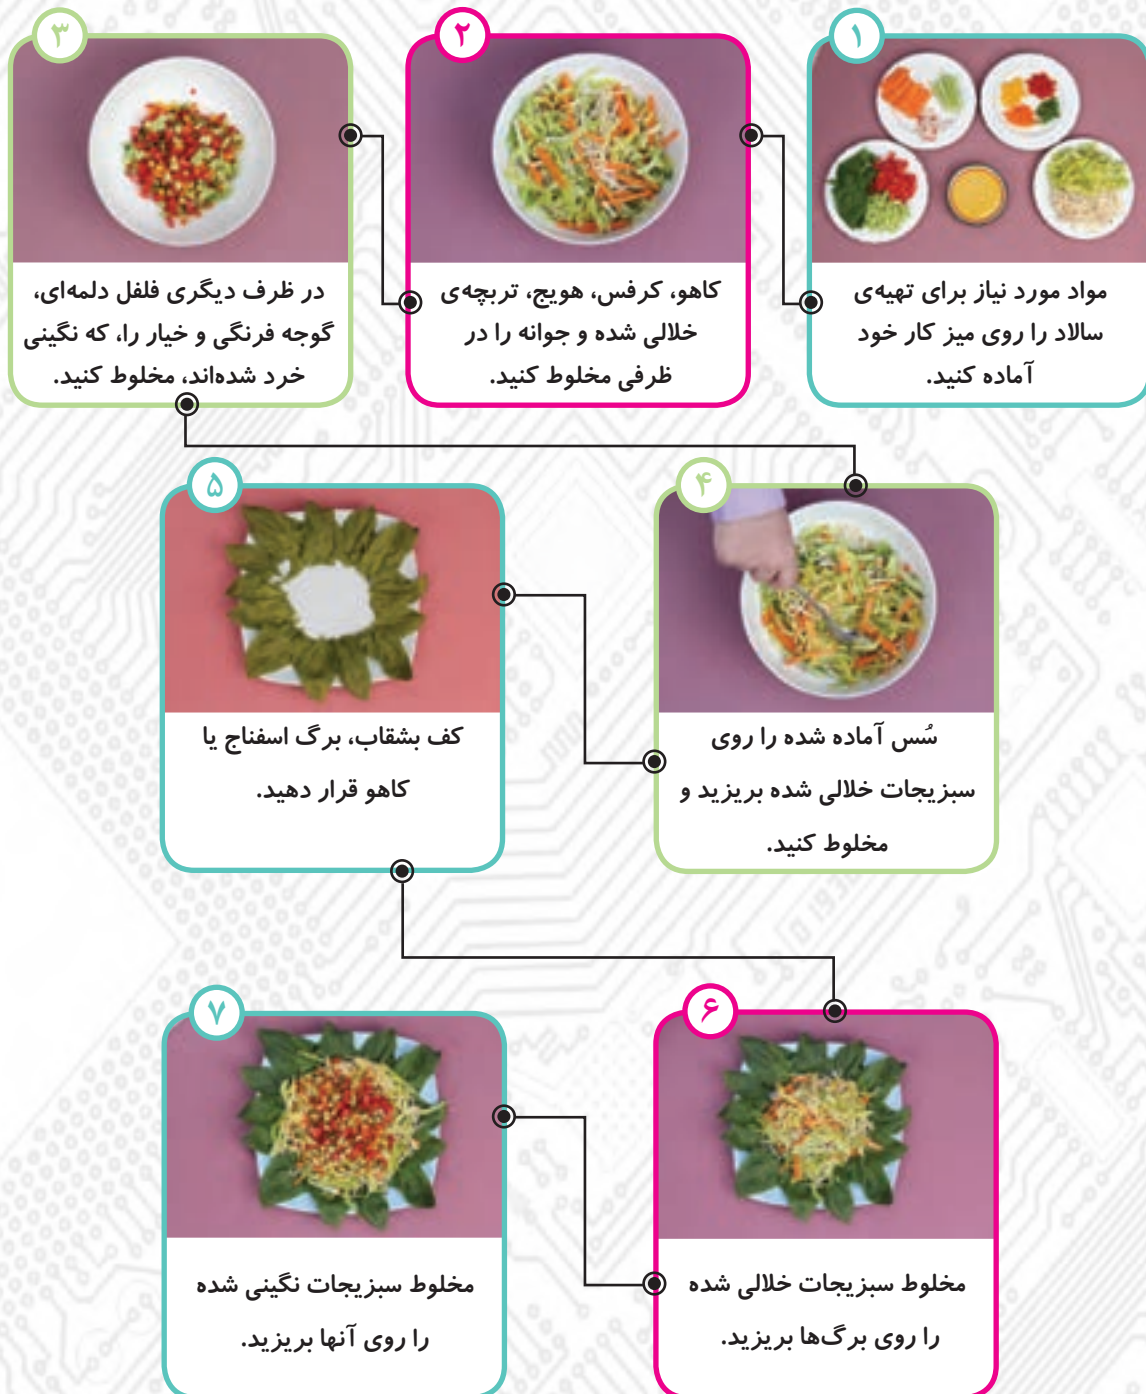 ۱
مواد مورد نیاز برای تهیه‌ی
سالاد را روی میز کار خود
آماده کنید.
۲
کاهو، کرفس، هویج، تربچه‌ی
خلالی شده و جوانه را در
ظرفی مخلوط کنید.
۳
در ظرف دیگری فلفل دلمه‌ای،
گوجه فرنگی و خیار را، که نگینی
خرد شده‌اند، مخلوط کنید.
۴
سُس آماده شده را روی
سبزیجات خلالی شده بریزید و
مخلوط کنید.
۵
کف بشقاب، برگ اسفناج یا
کاهو قرار دهید.
۶
مخلوط سبزیجات خلالی شده
را روی برگ‌ها بریزید.
۷
مخلوط سبزیجات نگینی شده
را روی آنها بریزید.